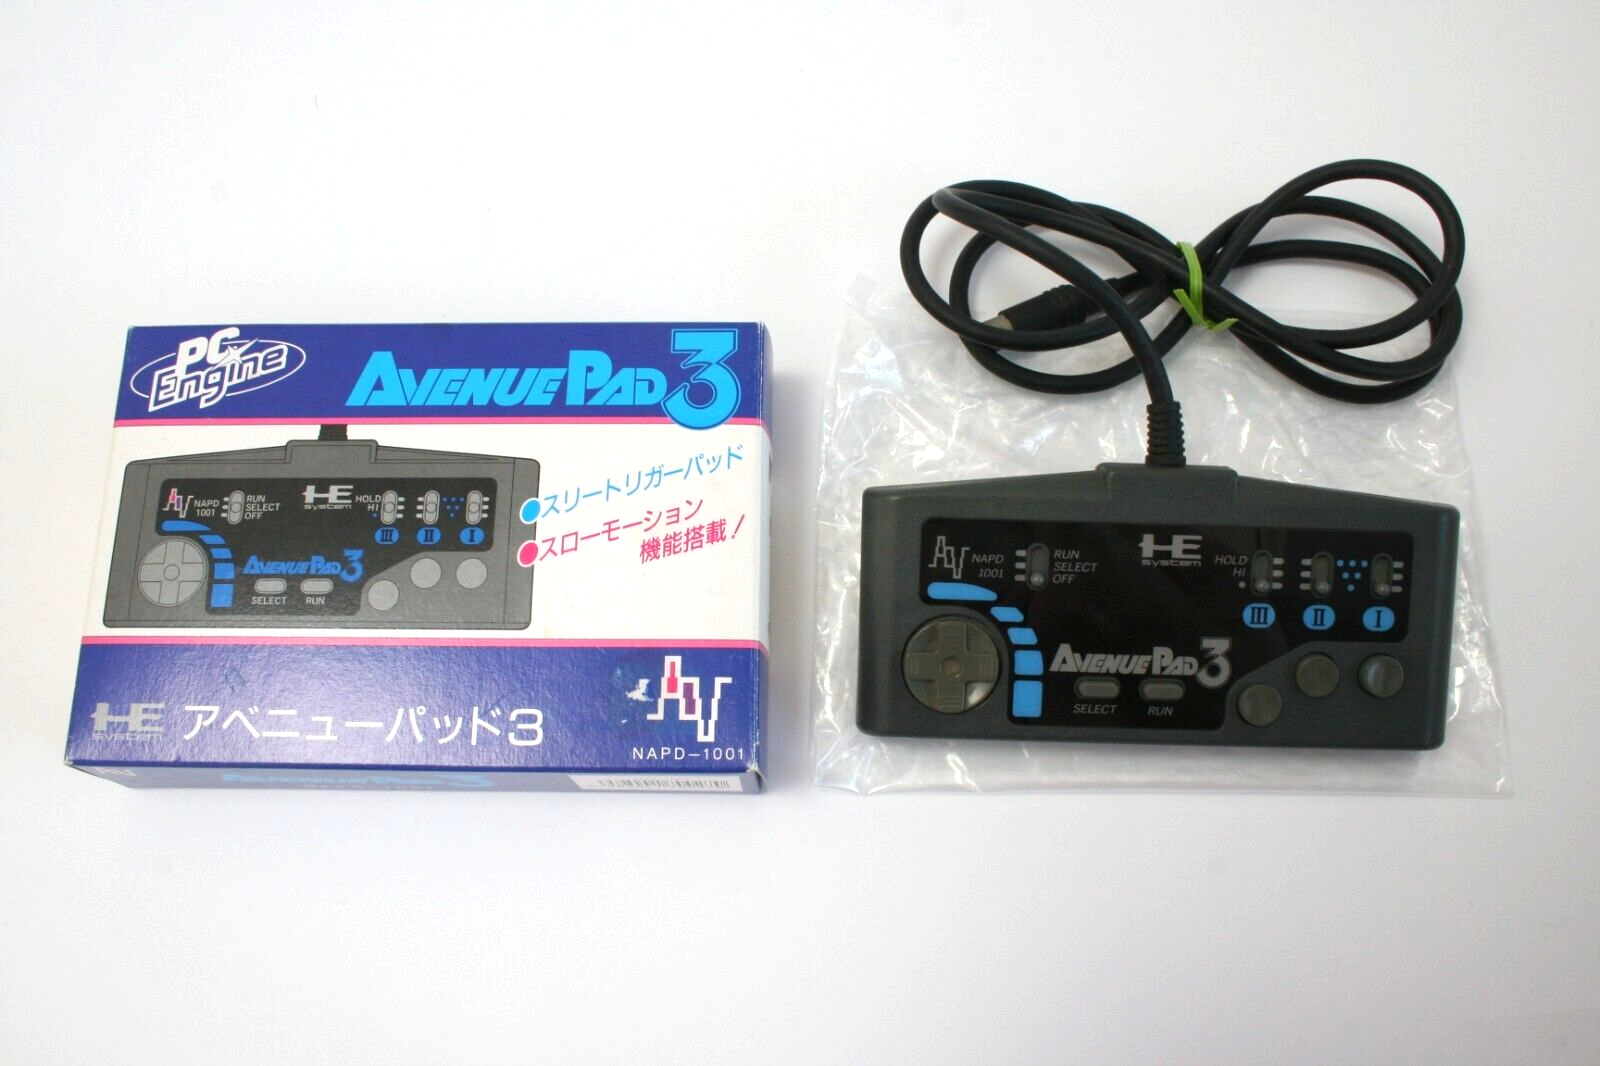 PC Engine
AVENUE PAD 3
●スリートリガーパッド
●スローモーション
機能搭載!
NAPD 1001
RUN
SELECT
OFF
HE system
HOLD
HI
III II I
AVENUE PAD 3
SELECT RUN
HE system
アベニューパッド3
NAPD-1001
AVENUE PAD 3
NAPD
1001
RUN
SELECT
OFF
HE system
HOLD
HI
III II I
AVENUE PAD 3
SELECT RUN